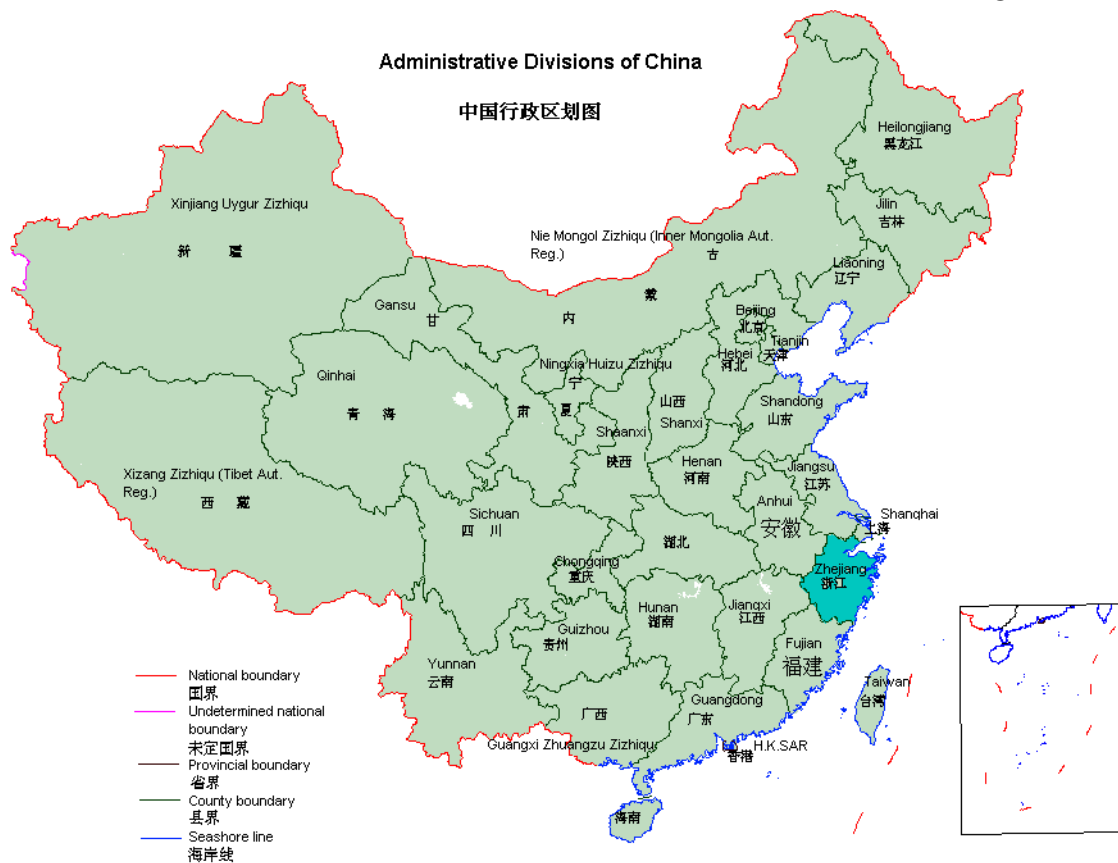 Administrative Divisions of China
中国行政区划图
Heilongjiang
黑龙江
Xinjiang Uygur Zizhiqu
新 疆
Jilin
吉林
Nie Mongol Zizhiqu (Inner Mongolia Aut.
Reg.)
古
Liaoning
辽宁
蒙
内
Gansu
甘
Beijing
北京
Tianjin
天津
Hebei
河北
Ningxia Huizu Zizhiqu
宁
夏
Qinhai
青 海
肃
山西
Shanxi
Shandong
山东
Shaanxi
陕西
Henan
河南
Jiangsu
江苏
Xizang Zizhiqu (Tibet Aut.
Reg.)
西 藏
Anhui
安徽
Shanghai
上海
Sichuan
四 川
湖北
Chongqing
重庆
Zhejiang
浙江
Hunan
湖南
Jiangxi
江西
Guizhou
贵州
Fujian
福建
Yunnan
云南
Taiwan
台湾
Guangdong
广东
广西
Guangxi Zhuangzu Zizhiqu
H.K.SAR
香港
海南
National boundary
国界
Undetermined national
boundary
未定国界
Provincial boundary
省界
County boundary
县界
Seashore line
海岸线